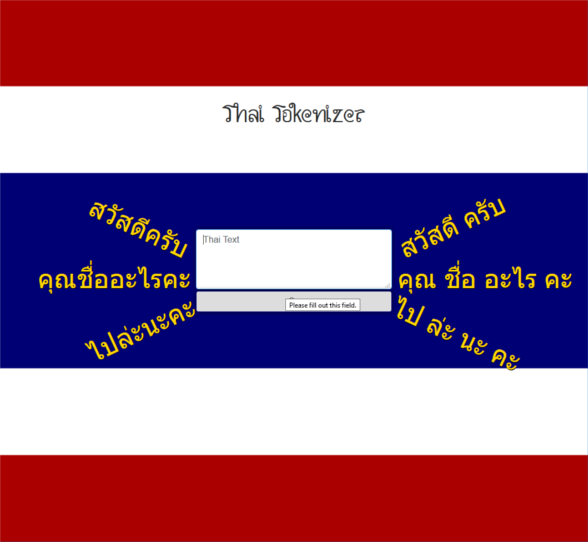 Thai Tokenizer
สวัสดีครับ
คุณชื่ออะไรคะ
ไปล่ะนะคะ
Thai Text
Please fill out this field.
สวัสดี ครับ
คุณ ชื่อ อะไร คะ
ไป ล่ะ นะ คะ